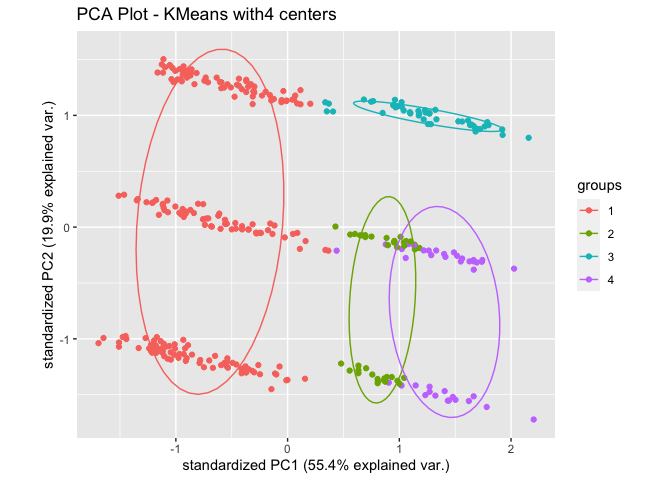 PCA Plot - KMeans with4 centers
standardized PC2 (19.9% explained var.)
1
0
-1
-1
0
1
2
standardized PC1 (55.4% explained var.)
groups
1
2
3
4